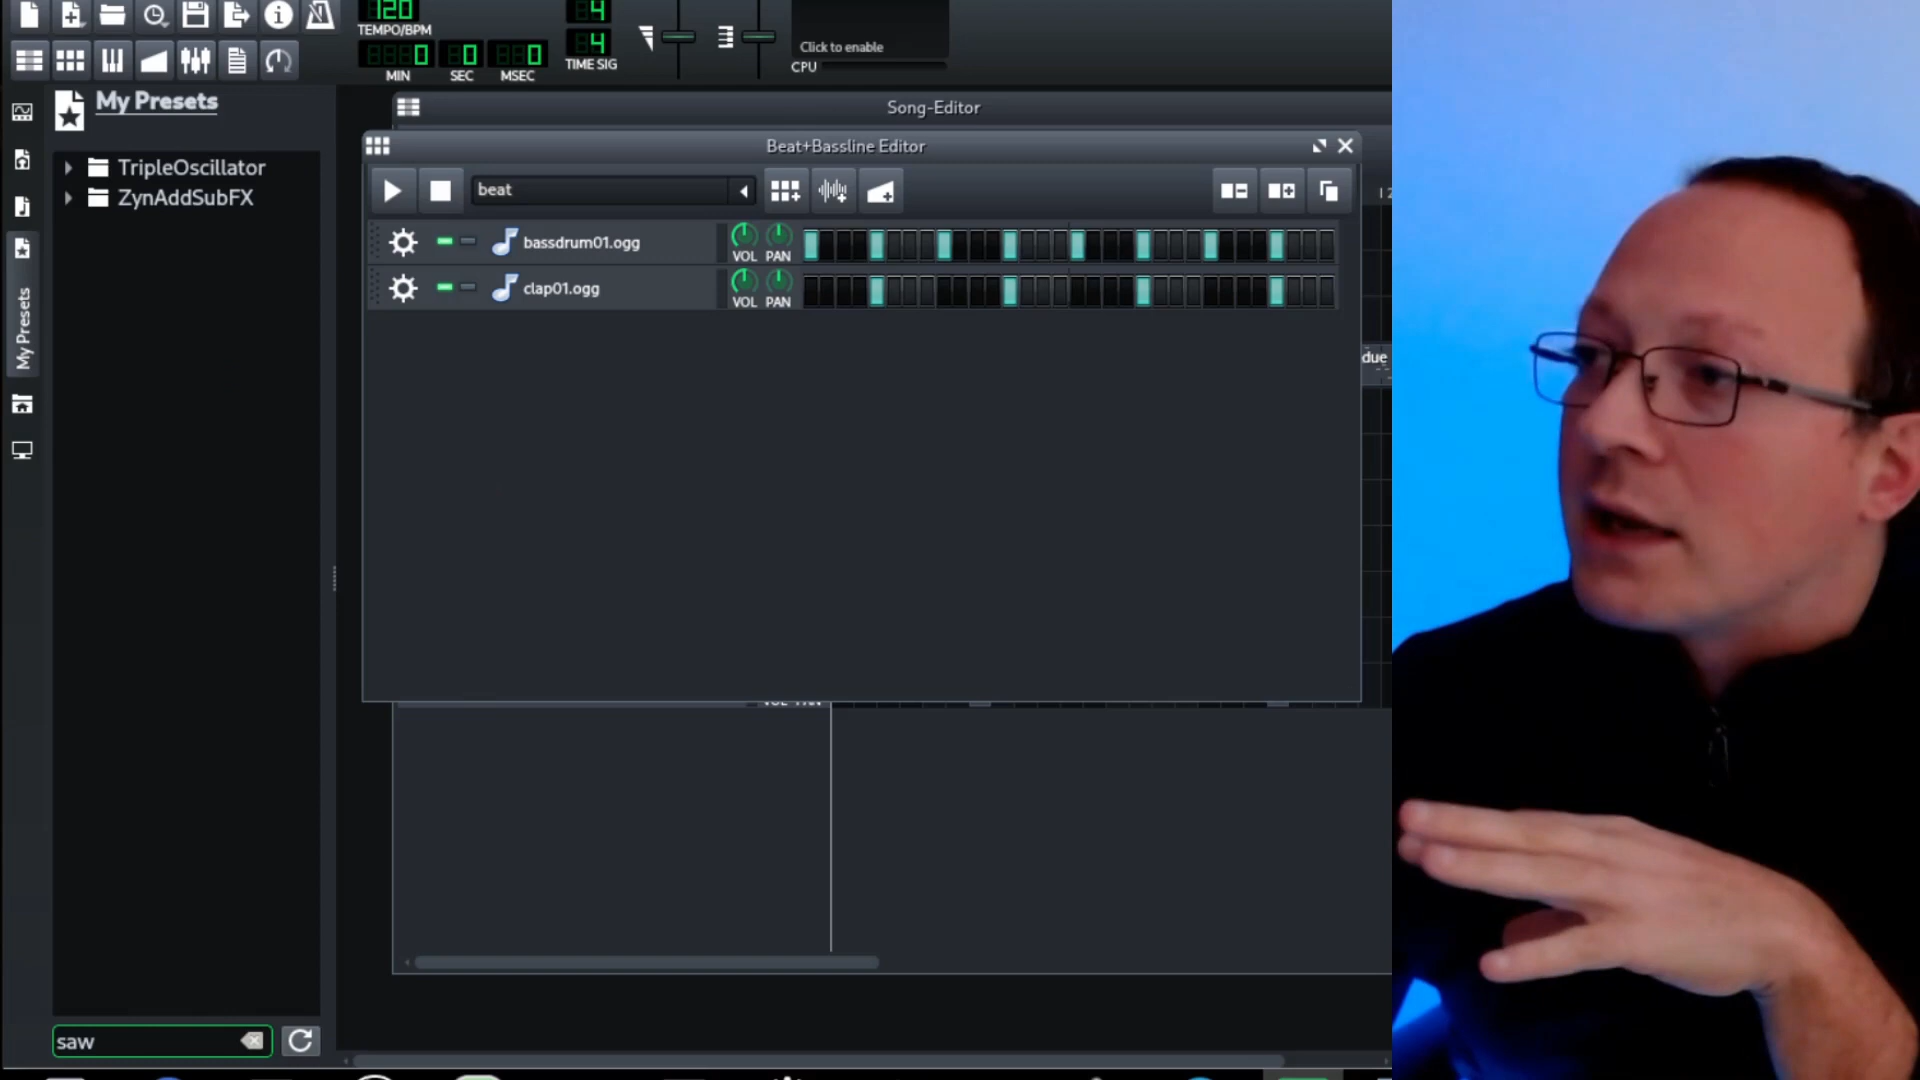 120
TEMPO/BPM
0 0 0
MIN SEC MSEC
4
4
TIME SIG
Click to enable
CPU
My Presets
TripleOscillator
ZynAddSubFX
My Presets
saw
Song-Editor
Beat+Bassline Editor
beat
bassdrum01.ogg
VOL PAN
clap01.ogg
VOL PAN
due
VOL PAN